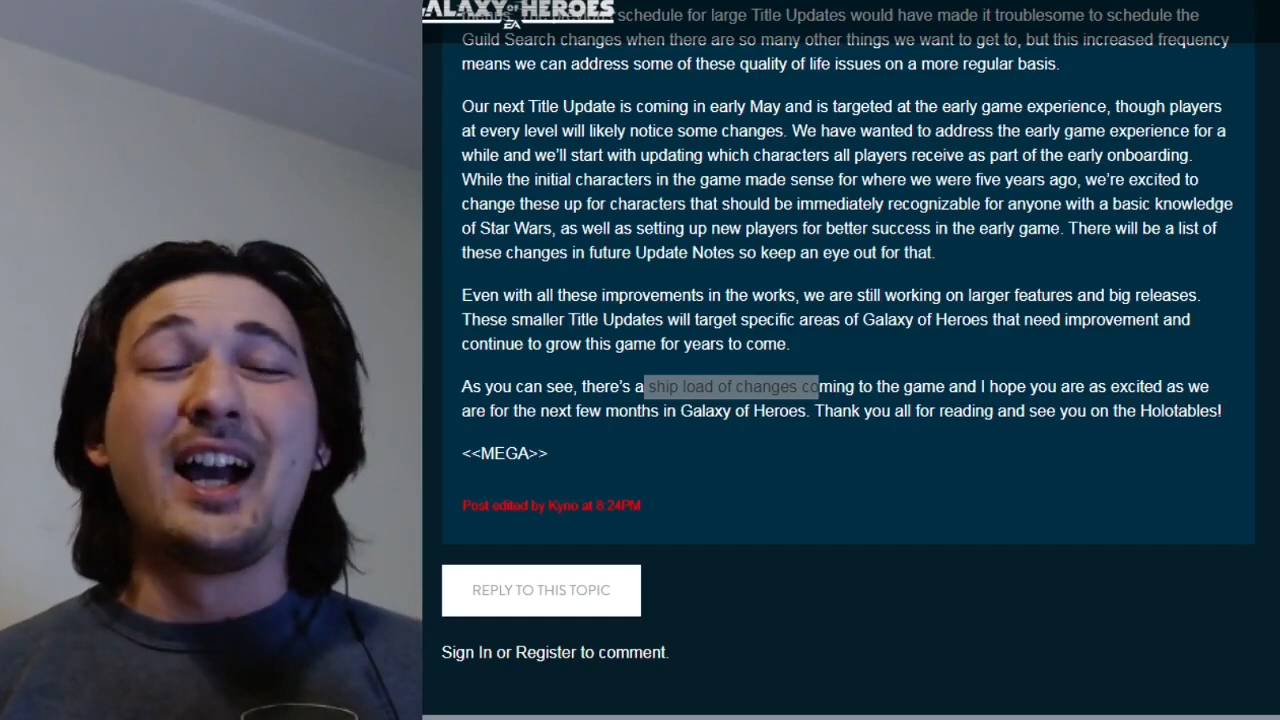 GALAXY OF HEROES
EA
menus. The previous schedule for large Title Updates would have made it troublesome to schedule the
Guild Search changes when there are so many other things we want to get to, but this increased frequency
means we can address some of these quality of life issues on a more regular basis.
Our next Title Update is coming in early May and is targeted at the early game experience, though players
at every level will likely notice some changes. We have wanted to address the early game experience for a
while and we’ll start with updating which characters all players receive as part of the early onboarding.
While the initial characters in the game made sense for where we were five years ago, we’re excited to
change these up for characters that should be immediately recognizable for anyone with a basic knowledge
of Star Wars, as well as setting up new players for better success in the early game. There will be a list of
these changes in future Update Notes so keep an eye out for that.
Even with all these improvements in the works, we are still working on larger features and big releases.
These smaller Title Updates will target specific areas of Galaxy of Heroes that need improvement and
continue to grow this game for years to come.
As you can see, there’s a ship load of changes coming to the game and I hope you are as excited as we
are for the next few months in Galaxy of Heroes. Thank you all for reading and see you on the Holotables!
<<MEGA>>
Post edited by Kyno at 8:24PM
REPLY TO THIS TOPIC
Sign In or Register to comment.